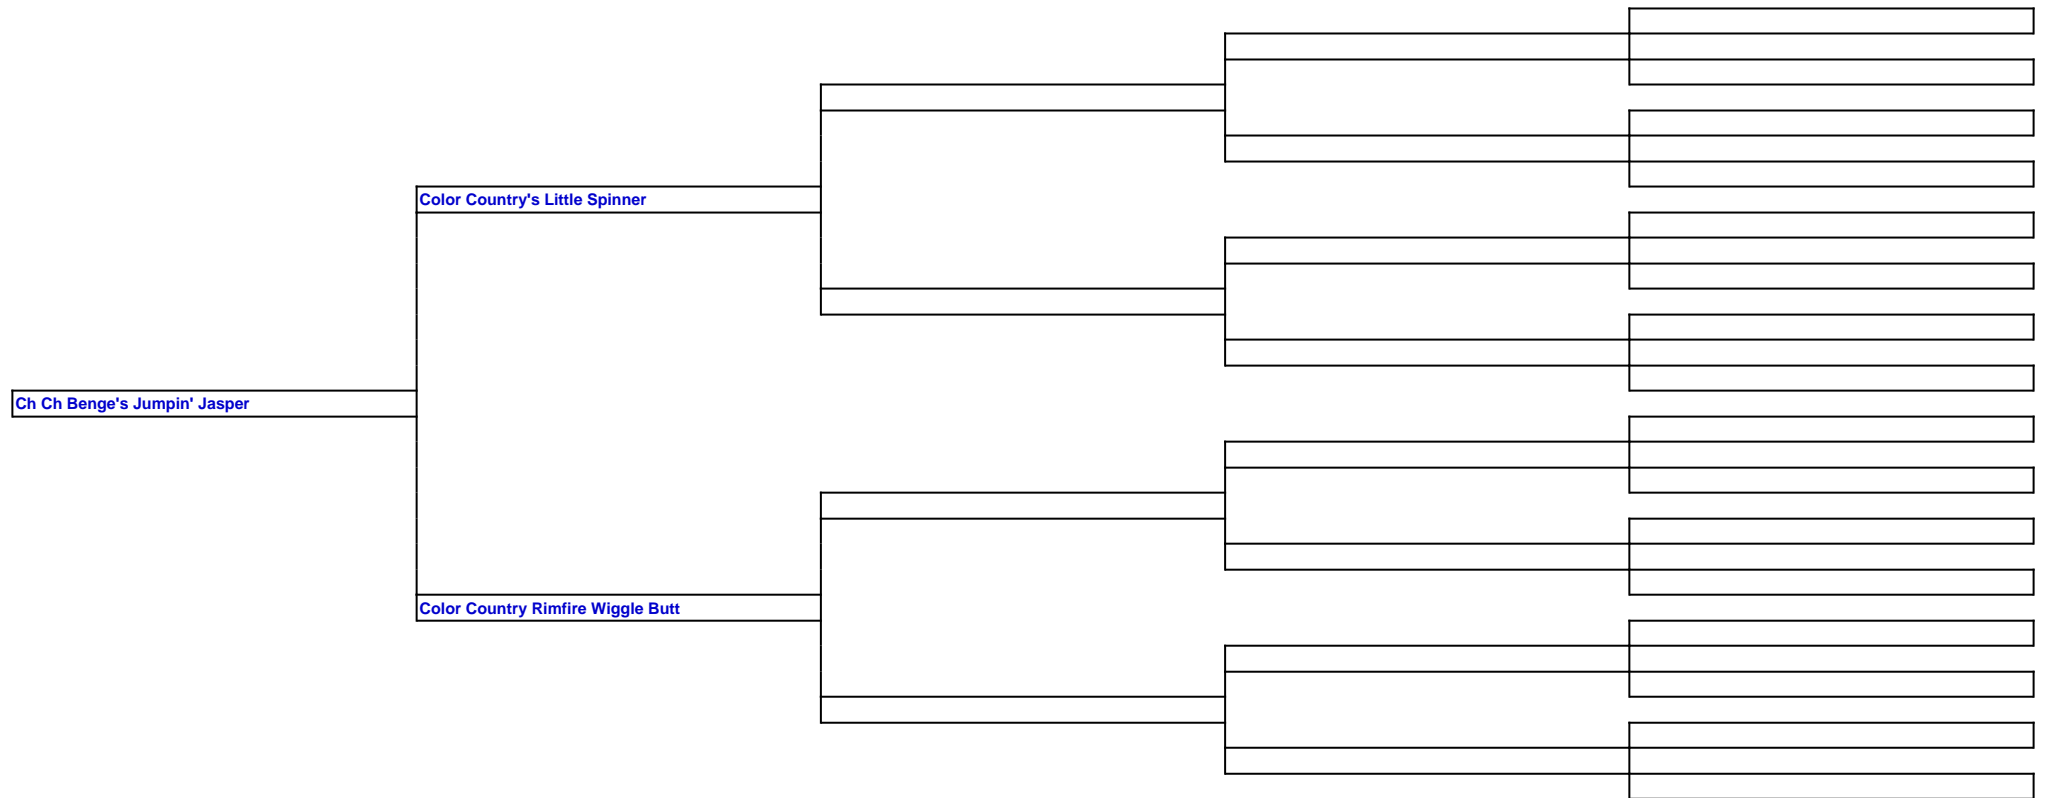 Color Country's Little Spinner
Ch Ch Benge's Jumpin' Jasper
Color Country Rimfire Wiggle Butt